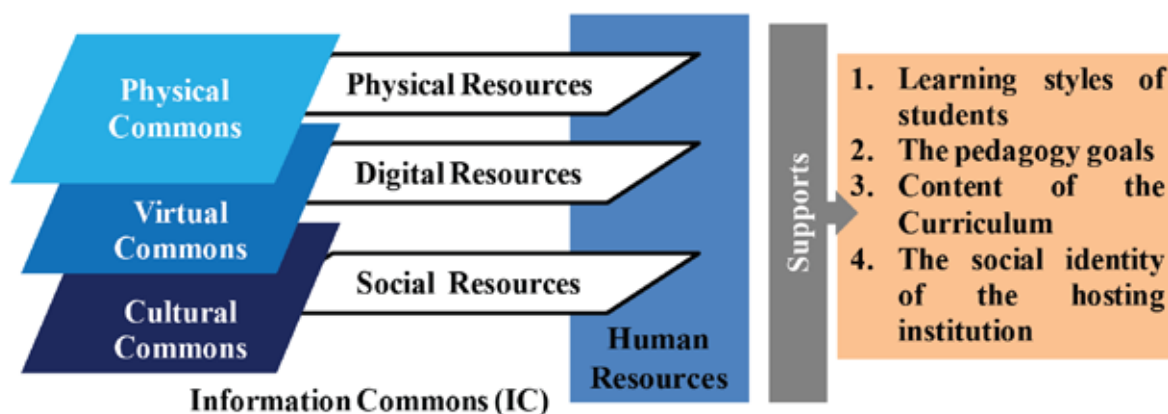 Physical
Commons
Physical Resources
Virtual
Commons
Digital Resources
Cultural
Commons
Social Resources
Human
Resources
Information Commons (IC)
Supports
1. Learning styles of
students
2. The pedagogy goals
3. Content of the
Curriculum
4. The social identity
of the hosting
institution